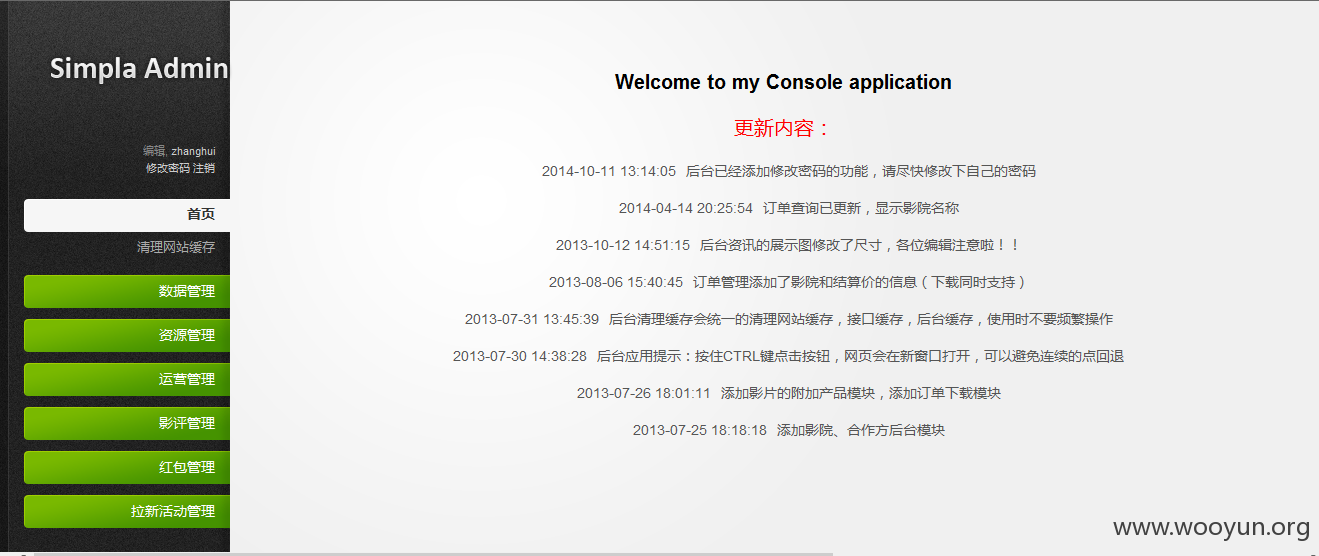 Simpla Admin
编辑, zhanghui
修改密码 注销
首页
清理网站缓存
数据管理
资源管理
运营管理
影评管理
红包管理
拉新活动管理
Welcome to my Console application
更新内容：
2014-10-11 13:14:05 后台已经添加修改密码的功能，请尽快修改下自己的密码
2014-04-14 20:25:54 订单查询已更新，显示影院名称
2013-10-12 14:51:15 后台资讯的展示图修改了尺寸，各位编辑注意啦！！
2013-08-06 15:40:45 订单管理添加了影院和结算价的信息（下载同时支持）
2013-07-31 13:45:39 后台清理缓存会统一的清理网站缓存，接口缓存，后台缓存，使用时不要频繁操作
2013-07-30 14:38:28 后台应用提示：按住CTRL键点击按钮，网页会在新窗口打开，可以避免连续的点回退
2013-07-26 18:01:11 添加影片的附加产品模块，添加订单下载模块
2013-07-25 18:18:18 添加影院、合作方后台模块
www.wooyun.org